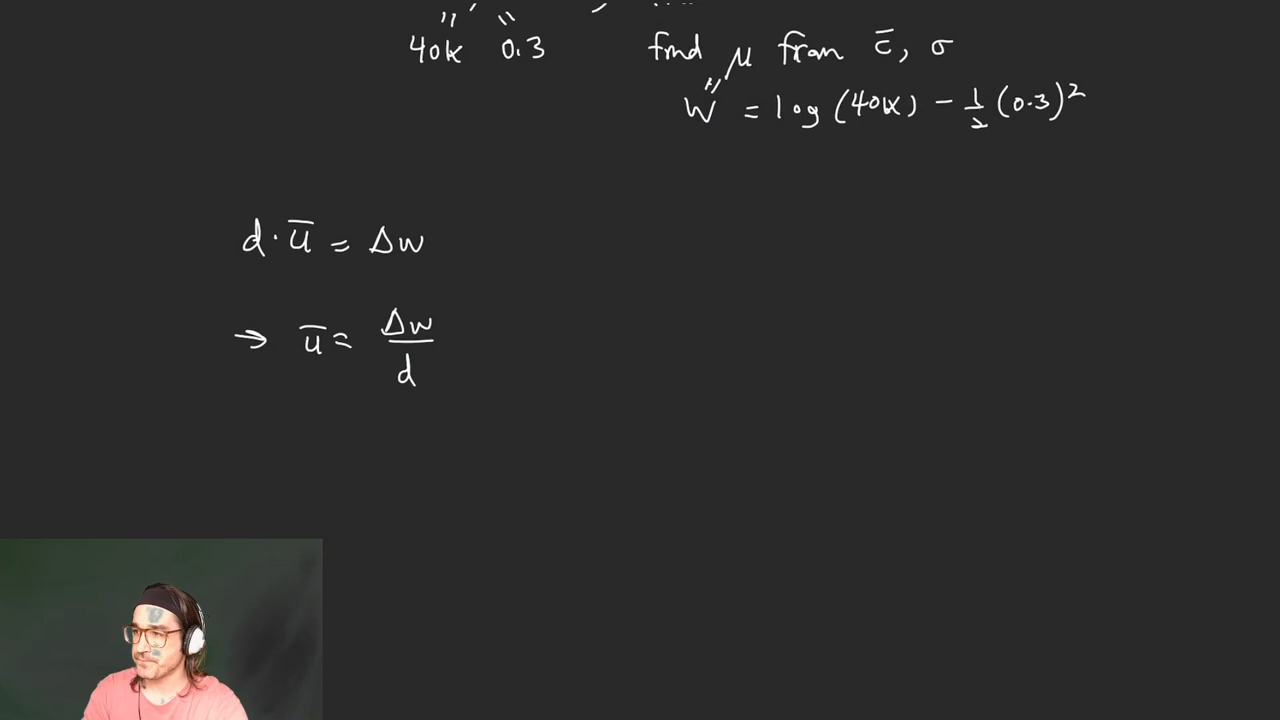 40k 0.3 find μ from c̄, σ
W = log (40k) - 1/2 (0.3)²
d · ū = Δw
⇒ ū = Δw/d